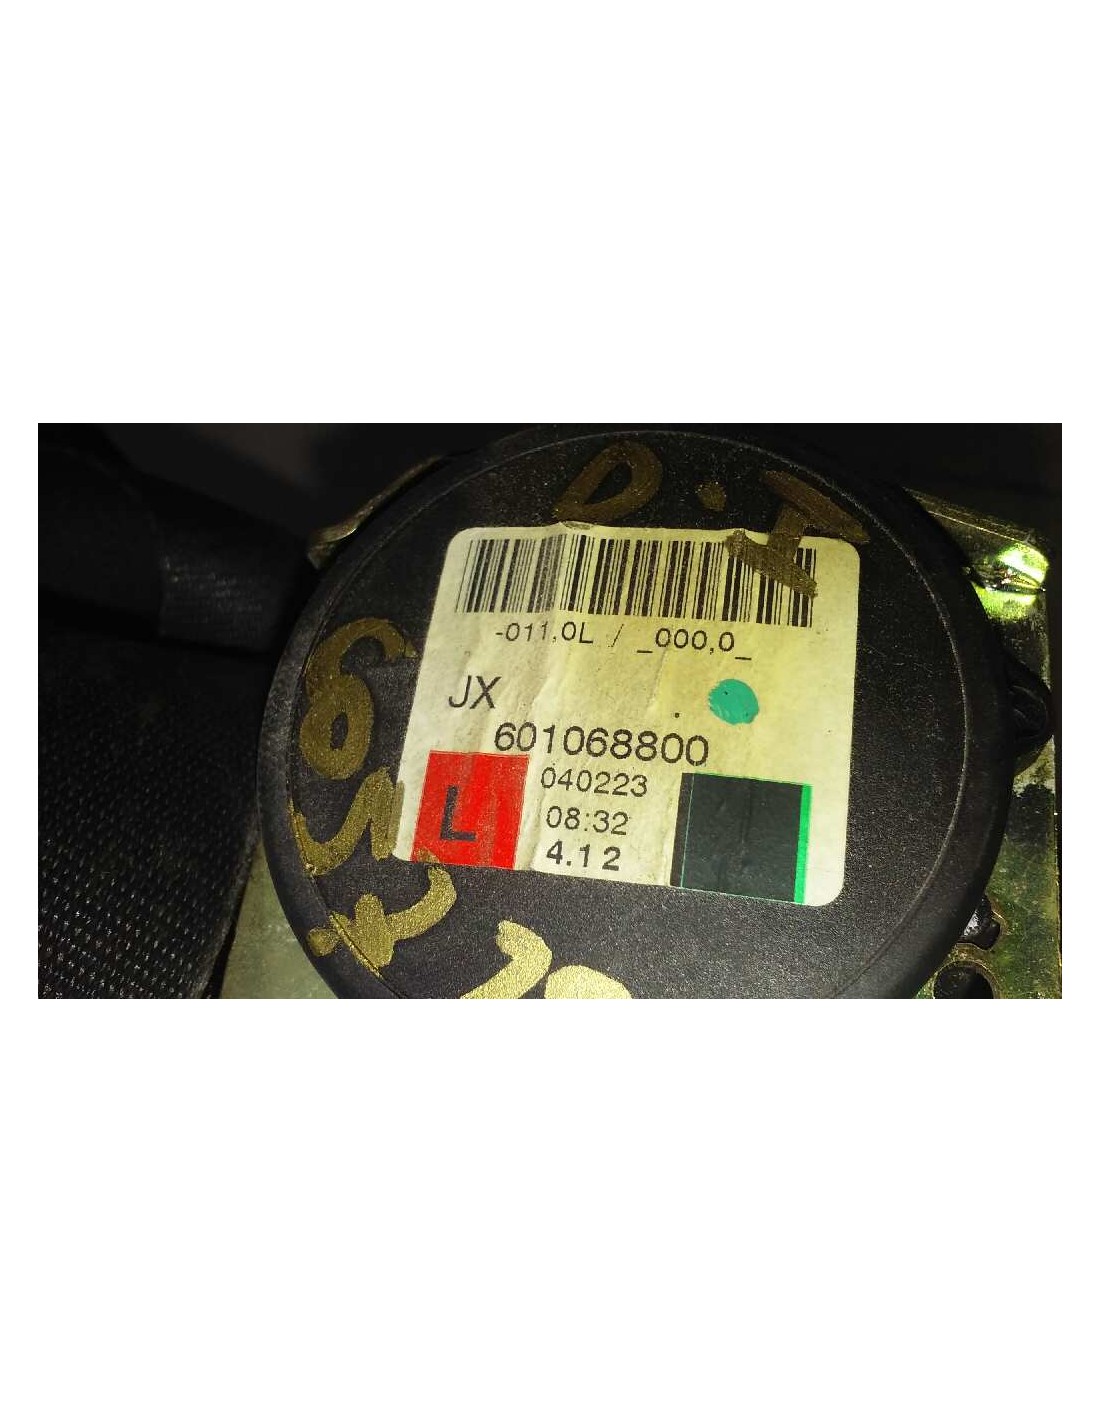 D.I
-011,0L / _000,0_
JX
601068800
040223
L
08:32
4.12